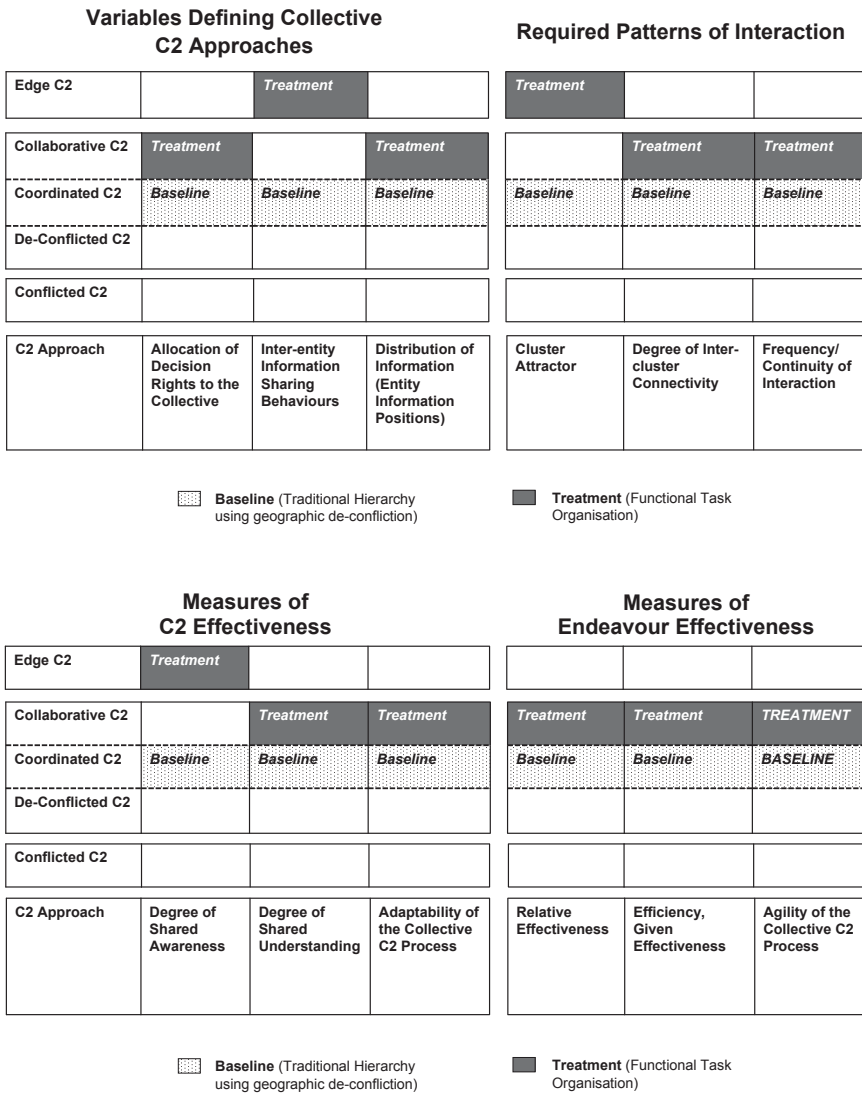 Variables Defining Collective
C2 Approaches
Required Patterns of Interaction
Edge C2
Treatment
Treatment
Collaborative C2
Treatment
Treatment
Treatment
Treatment
Coordinated C2
Baseline
Baseline
Baseline
Baseline
Baseline
Baseline
De-Conflicted C2
Conflicted C2
C2 Approach
Allocation of
Decision
Rights to the
Collective
Inter-entity
Information
Sharing
Behaviours
Distribution of
Information
(Entity
Information
Positions)
Cluster
Attractor
Degree of Inter-
cluster
Connectivity
Frequency/
Continuity of
Interaction
Baseline (Traditional Hierarchy
using geographic de-confliction)
Treatment (Functional Task
Organisation)
Measures of
C2 Effectiveness
Measures of
Endeavour Effectiveness
Edge C2
Treatment
Collaborative C2
Treatment
Treatment
Treatment
Treatment
TREATMENT
Coordinated C2
Baseline
Baseline
Baseline
Baseline
Baseline
BASELINE
De-Conflicted C2
Conflicted C2
C2 Approach
Degree of
Shared
Awareness
Degree of
Shared
Understanding
Adaptability of
the Collective
C2 Process
Relative
Effectiveness
Efficiency,
Given
Effectiveness
Agility of the
Collective C2
Process
Baseline (Traditional Hierarchy
using geographic de-confliction)
Treatment (Functional Task
Organisation)